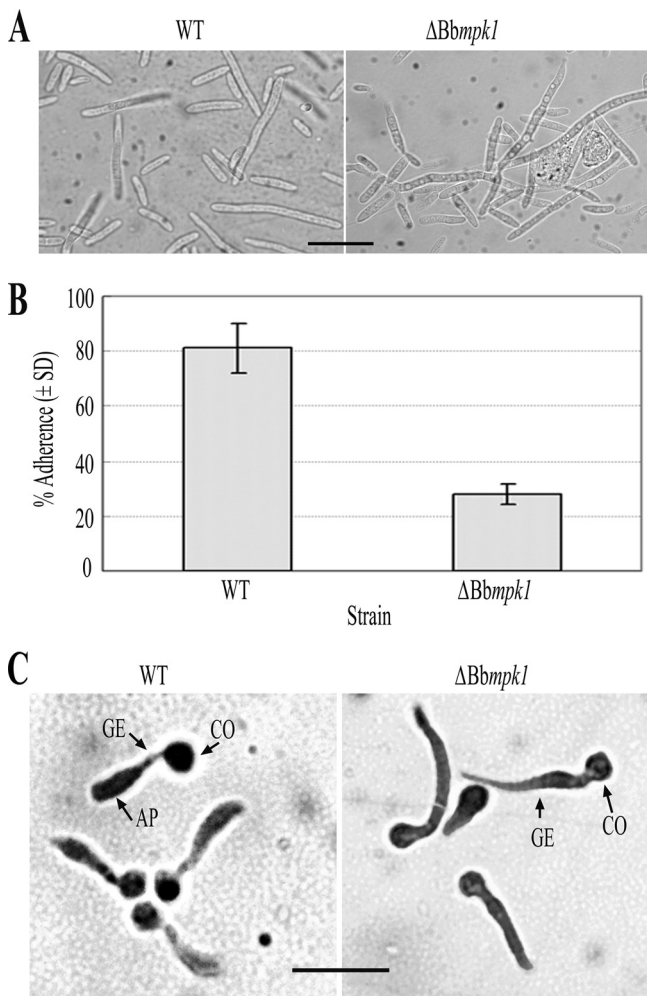 A
WT
ΔBbmpk1
B
100
80
60
40
20
0
% Adherence (± SD)
WT
ΔBbmpk1
Strain
C
WT
ΔBbmpk1
GE
CO
AP
GE
CO